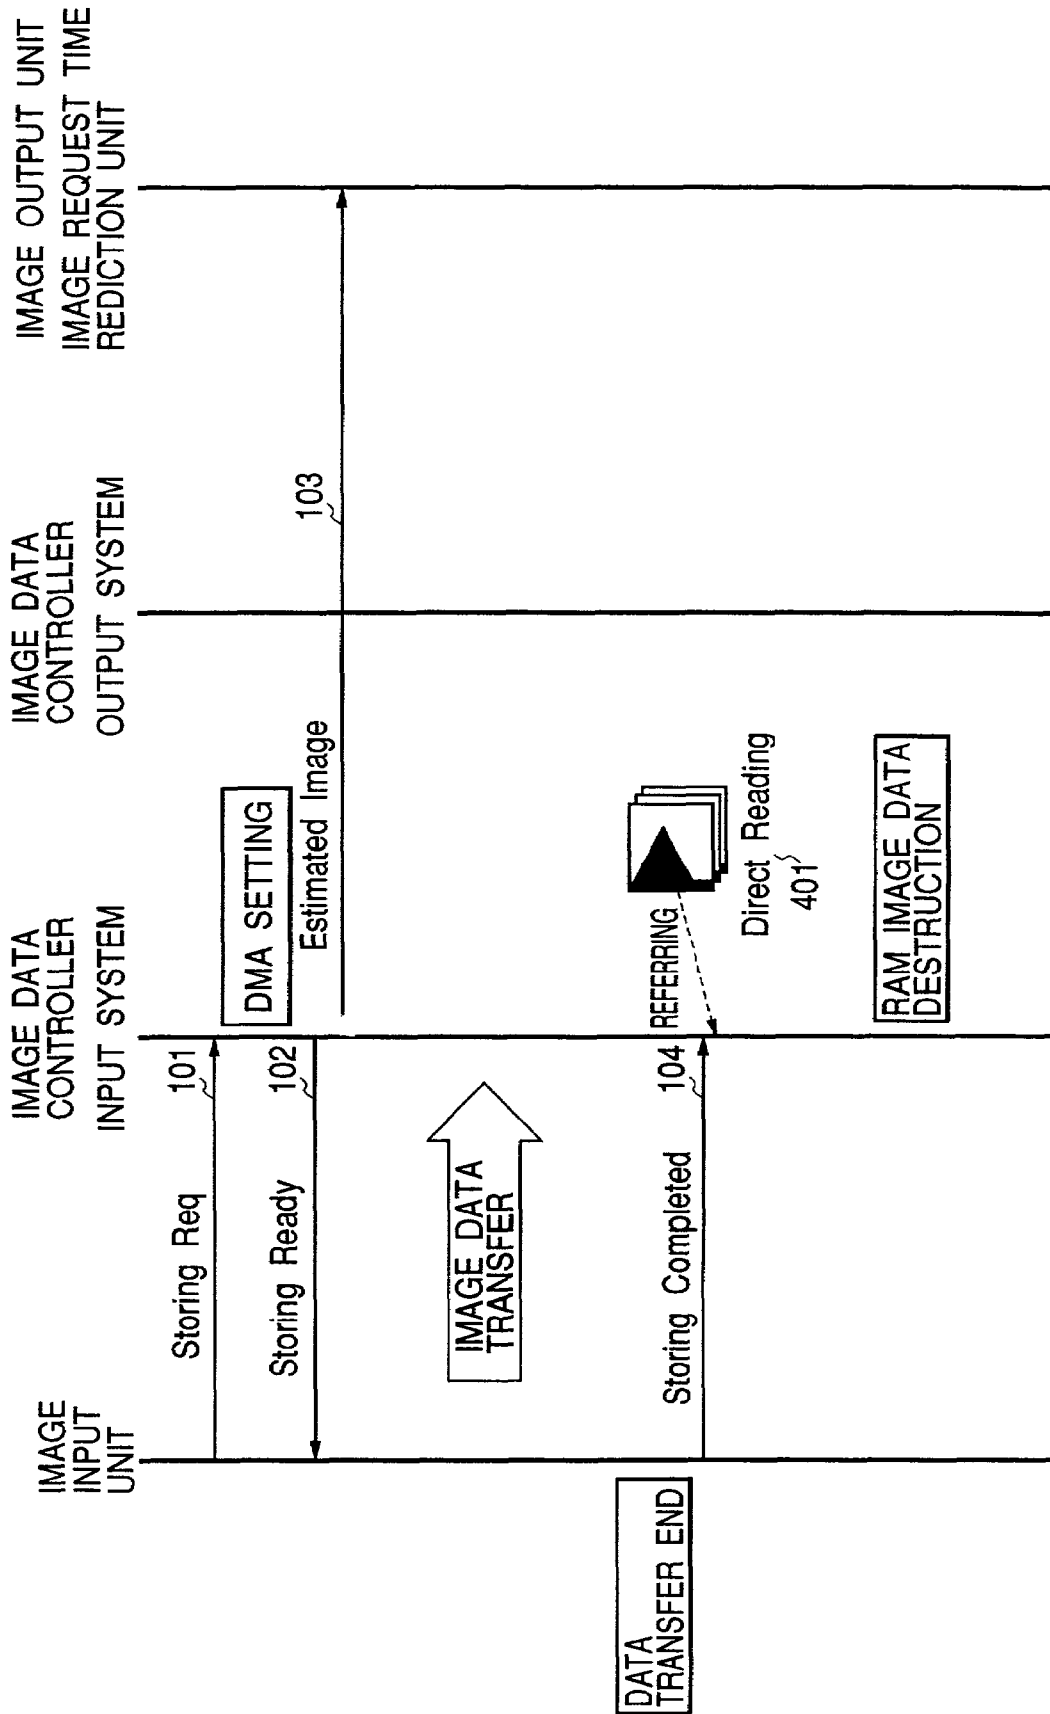 IMAGE
INPUT
UNIT
IMAGE DATA
CONTROLLER
INPUT SYSTEM
IMAGE DATA
CONTROLLER
OUTPUT SYSTEM
IMAGE OUTPUT UNIT
IMAGE REQUEST TIME
REDICTION UNIT
Storing Req
101
DMA SETTING
Storing Ready
102
Estimated Image
103
IMAGE DATA
TRANSFER
DATA
TRANSFER END
Storing Completed
104
REFERRING
Direct Reading
401
RAM IMAGE DATA
DESTRUCTION